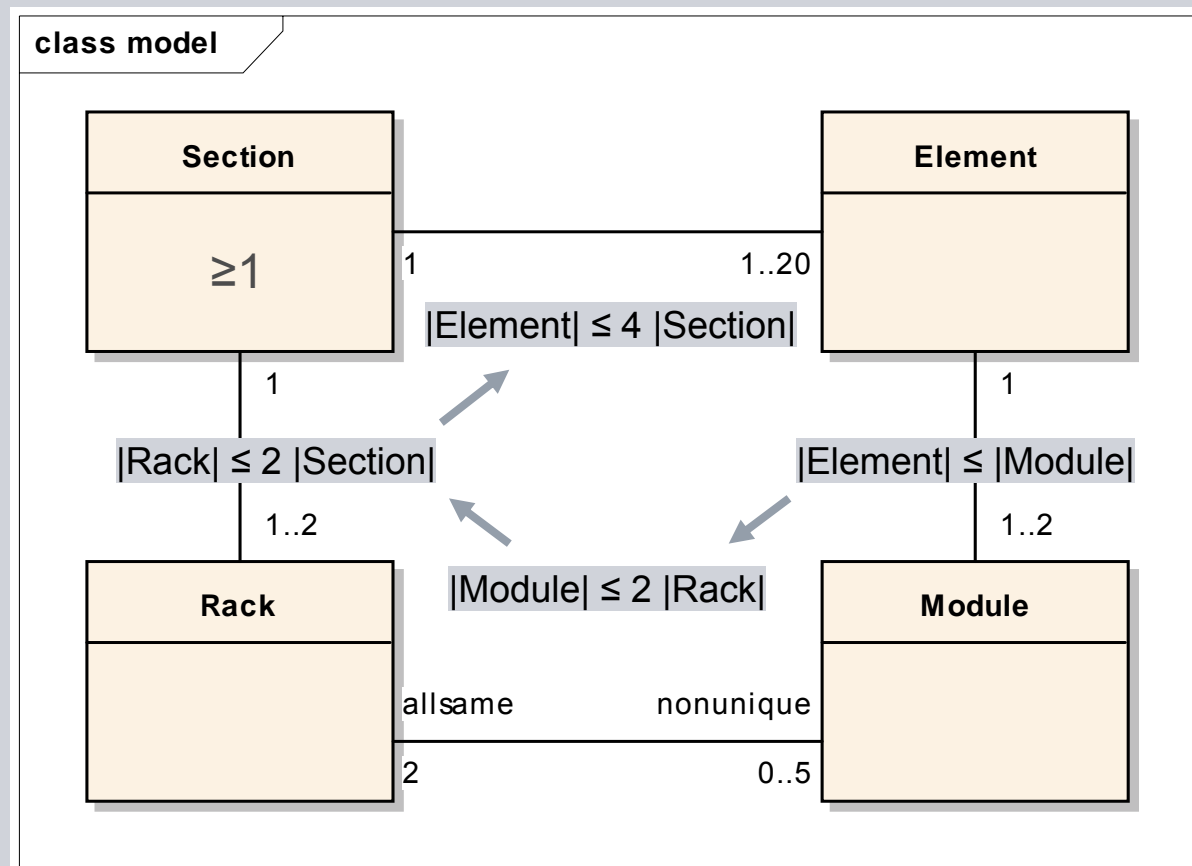 class model
Section
Element
≥1
1
1..20
|Element| ≤ 4 |Section|
1
1
|Rack| ≤ 2 |Section|
|Element| ≤ |Module|
1..2
1..2
|Module| ≤ 2 |Rack|
Rack
Module
allsame
nonunique
2
0..5